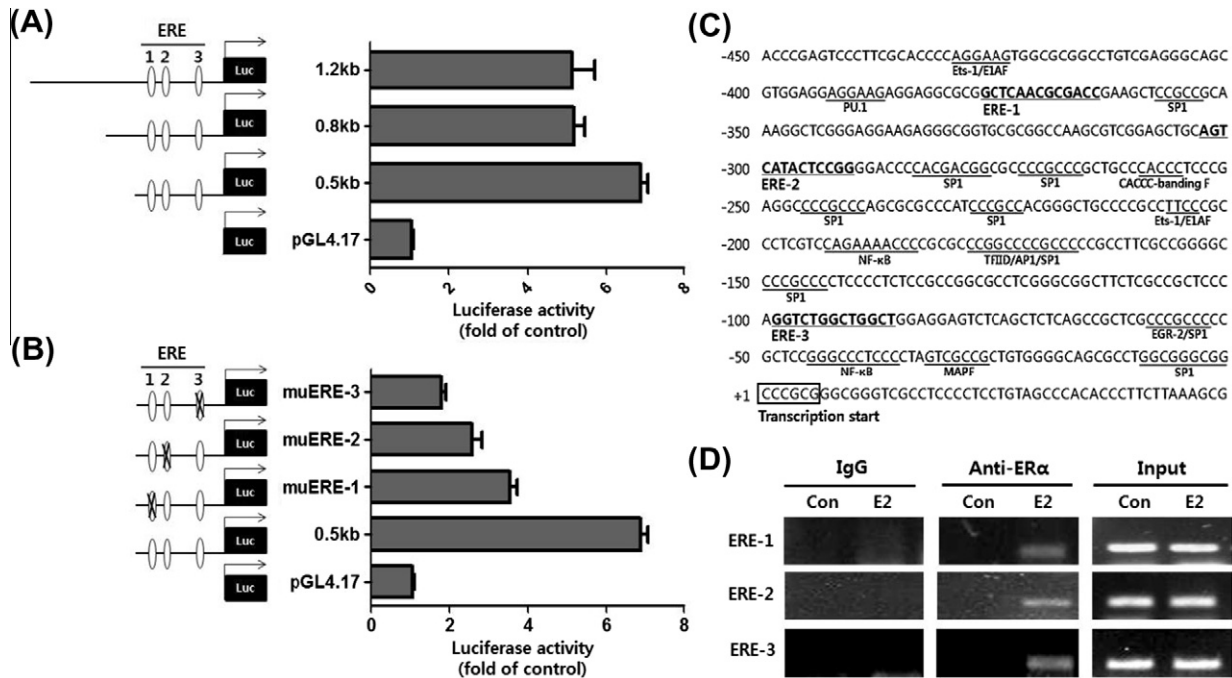 (A)
ERE
1 2 3
Luc
1.2kb
Luc
0.8kb
Luc
0.5kb
Luc
pGL4.17
0 2 4 6 8
Luciferase activity
(fold of control)
(B)
ERE
1 2 3
Luc
muERE-3
Luc
muERE-2
Luc
muERE-1
Luc
0.5kb
Luc
pGL4.17
0 2 4 6 8
Luciferase activity
(fold of control)
(C)
-450 ACCCGAGTCCCTTCGCACCCCAGGAAGTGGCGCGGCCTGTCGAGGGCAGC
Ets-1/E1AF
-400 GTGGAGGAGGAAGAGGAGGCGCGGCTCAACGCGACCGAAGCTCCGCCGCA
PU.1 ERE-1 SP1
-350 AAGGCTCGGGAGGAAGAGGGCGGTGCGCGGCCAAGCGTCGGAGCTGCAGT
-300 CATACTCCGGGGACCCCCACGACGGCGCCCCGCCCGCTGCCCACCCTCCCG
ERE-2 SP1 SP1 CACCC-banding F
-250 AGGCCCCGCCCAGCGCGCCCATCCCGCCACGGGCTGCCCCGCCTTCCCGC
SP1 SP1 Ets-1/E1AF
-200 CCTCGTCCAGAAAACCCCGCGCCCGGCCCCGCCCCCGCCTTCGCCGGGGC
NF-κB TFIID/AP1/SP1
-150 CCCGCCCCTCCCCTCTCCGCCGGCGCCTCGGGCGGCTTCTCGCCGCTCCC
SP1
-100 AGGTCTGGCTGGCTGGAGGAGTCTCAGCTCTCAGCCGCTCGCCCGCCCCC
ERE-3 EGR-2/SP1
-50 GCTCCGGGCCCTCCCCTAGTCGCCGCTGTGGGGCAGCGCCTGGCGGGCGG
NF-κB MAPF SP1
+1 CCCGCGGGCGGGTCGCCTCCCCTCCTGTAGCCCACACCCTTCTTAAAGCG
Transcription start
(D)
IgG Anti-ERα Input
Con E2 Con E2 Con E2
ERE-1
ERE-2
ERE-3